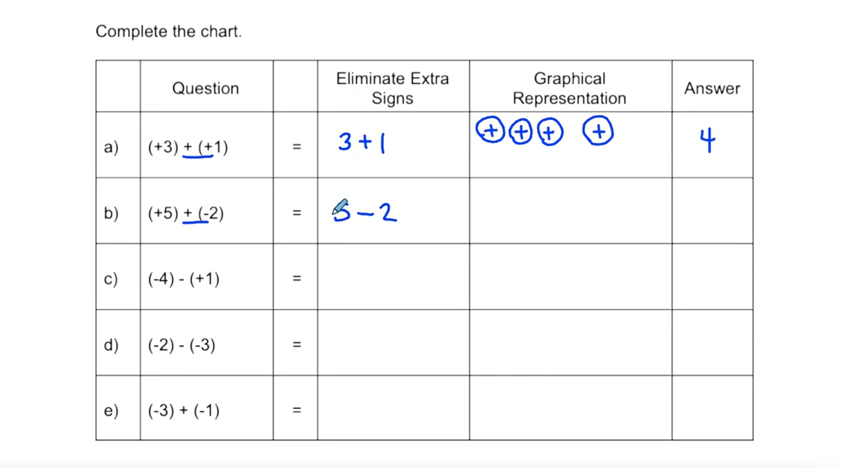 Complete the chart.
Question
Eliminate Extra
Signs
Graphical
Representation
Answer
a) (+3) + (+1) = 3 + 1 + + + + 4
b) (+5) + (-2) = 5 - 2
c) (-4) - (+1) =
d) (-2) - (-3) =
e) (-3) + (-1) =